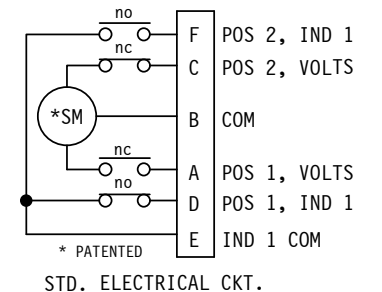 no
F POS 2, IND 1
nc
C POS 2, VOLTS
*SM
B COM
nc
A POS 1, VOLTS
no
D POS 1, IND 1
E IND 1 COM
* PATENTED
STD. ELECTRICAL CKT.